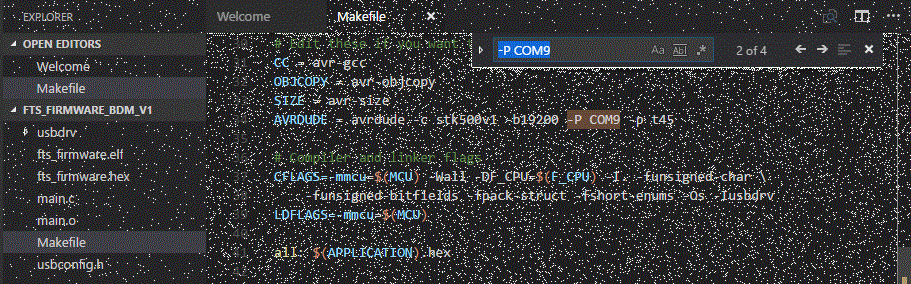 EXPLORER
OPEN EDITORS
Welcome
Makefile
FTS_FIRMWARE_BDM_V1
usbdrv
fts_firmware.elf
fts_firmware.hex
main.c
main.o
Makefile
usbconfig.h
Welcome Makefile
-P COM9 Aa Abl .* 2 of 4
# Edit these if you want
CC = avr-gcc
OBJCOPY = avr-objcopy
SIZE = avr-size
AVRDUDE = avrdude -c stk500v1 -b19200 -P COM9 -p t45
# Compiler and linker flags
CFLAGS=-mmcu=$(MCU) -Wall -DF_CPU=$(F_CPU) -I. -funsigned-char \
-funsigned-bitfields -fpack-struct -fshort-enums -Os -Iusbdrv
LDFLAGS=-mmcu=$(MCU)
all: $(APPLICATION).hex